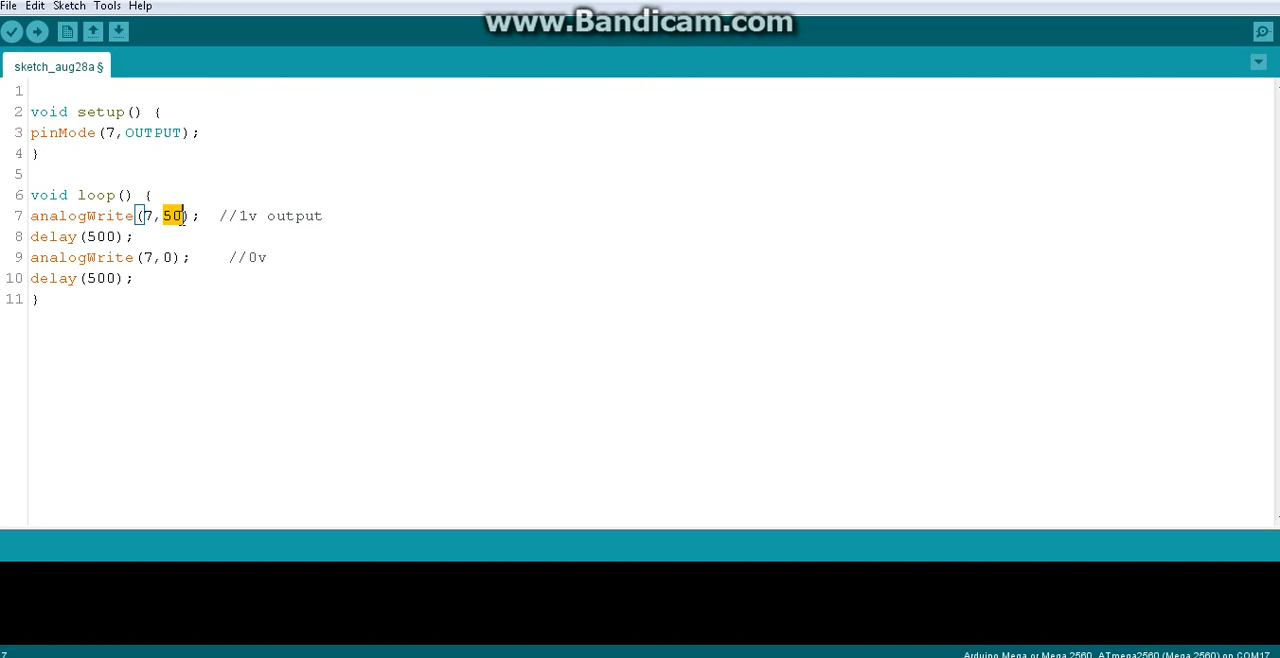 File Edit Sketch Tools Help
www.Bandicam.com
sketch_aug28a §
1
2 void setup() {
3 pinMode(7,OUTPUT);
4 }
5
6 void loop() {
7 analogWrite(7,50); //1v output
8 delay(500);
9 analogWrite(7,0); //0v
10 delay(500);
11 }
7 Arduino Mega or Mega 2560, ATmega2560 (Mega 2560) on COM17